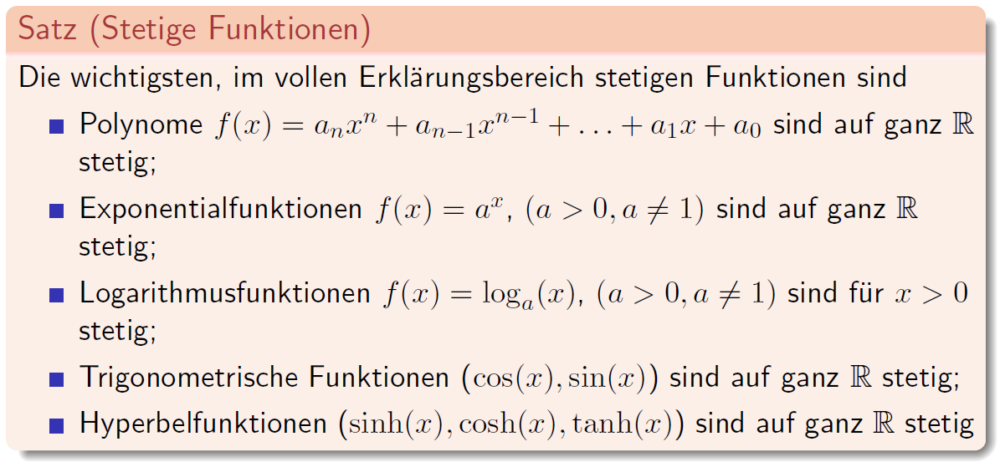 Satz (Stetige Funktionen)
Die wichtigsten, im vollen Erklärungsbereich stetigen Funktionen sind
Polynome $f(x) = a_n x^n + a_{n-1} x^{n-1} + \ldots + a_1 x + a_0$ sind auf ganz $\mathbb{R}$
stetig;
Exponentialfunktionen $f(x) = a^x$, $(a > 0, a \neq 1)$ sind auf ganz $\mathbb{R}$
stetig;
Logarithmusfunktionen $f(x) = \log_a(x)$, $(a > 0, a \neq 1)$ sind für $x > 0$
stetig;
Trigonometrische Funktionen ($\cos(x), \sin(x)$) sind auf ganz $\mathbb{R}$ stetig;
Hyperbelfunktionen ($\sinh(x), \cosh(x), \tanh(x)$) sind auf ganz $\mathbb{R}$ stetig